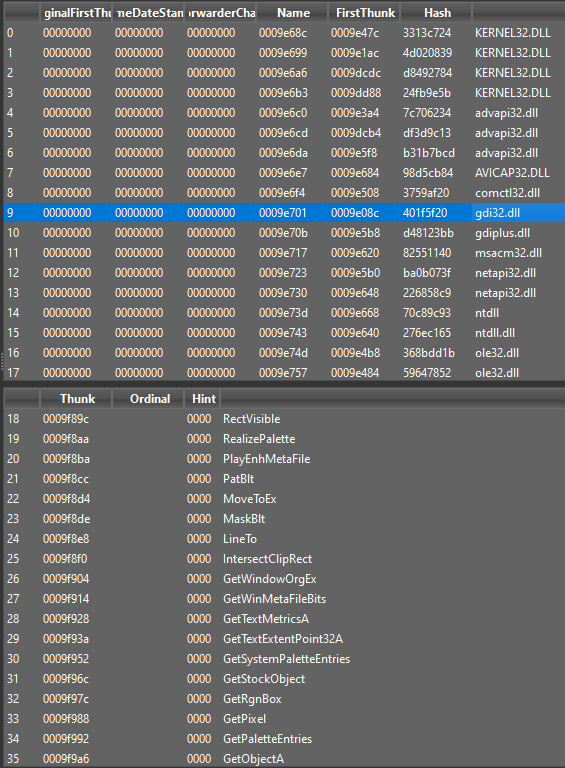 ginalFirstThu meDateStam orwarderCha Name FirstThunk Hash
0 00000000 00000000 00000000 0009e68c 0009e47c 3313c724 KERNEL32.DLL
1 00000000 00000000 00000000 0009e699 0009e1ac 4d020839 KERNEL32.DLL
2 00000000 00000000 00000000 0009e6a6 0009dcdc d8492784 KERNEL32.DLL
3 00000000 00000000 00000000 0009e6b3 0009dd88 24fb9e5b KERNEL32.DLL
4 00000000 00000000 00000000 0009e6c0 0009e3a4 7c706234 advapi32.dll
5 00000000 00000000 00000000 0009e6cd 0009dcb4 df3d9c13 advapi32.dll
6 00000000 00000000 00000000 0009e6da 0009e5f8 b31b7bcd advapi32.dll
7 00000000 00000000 00000000 0009e6e7 0009e684 98d5cb84 AVICAP32.DLL
8 00000000 00000000 00000000 0009e6f4 0009e508 3759af20 comctl32.dll
9 00000000 00000000 00000000 0009e701 0009e08c 401f5f20 gdi32.dll
10 00000000 00000000 00000000 0009e70b 0009e5b8 d48123bb gdiplus.dll
11 00000000 00000000 00000000 0009e717 0009e620 82551140 msacm32.dll
12 00000000 00000000 00000000 0009e723 0009e5b0 ba0b073f netapi32.dll
13 00000000 00000000 00000000 0009e730 0009e648 226858c9 netapi32.dll
14 00000000 00000000 00000000 0009e73d 0009e668 70c89c93 ntdll
15 00000000 00000000 00000000 0009e743 0009e640 276ec165 ntdll.dll
16 00000000 00000000 00000000 0009e74d 0009e4b8 368bdd1b ole32.dll
17 00000000 00000000 00000000 0009e757 0009e484 59647852 ole32.dll
Thunk Ordinal Hint
18 0009f89c 0000 RectVisible
19 0009f8aa 0000 RealizePalette
20 0009f8ba 0000 PlayEnhMetaFile
21 0009f8cc 0000 PatBlt
22 0009f8d4 0000 MoveToEx
23 0009f8de 0000 MaskBlt
24 0009f8e8 0000 LineTo
25 0009f8f0 0000 IntersectClipRect
26 0009f904 0000 GetWindowOrgEx
27 0009f914 0000 GetWinMetaFileBits
28 0009f928 0000 GetTextMetricsA
29 0009f93a 0000 GetTextExtentPoint32A
30 0009f952 0000 GetSystemPaletteEntries
31 0009f96c 0000 GetStockObject
32 0009f97c 0000 GetRgnBox
33 0009f988 0000 GetPixel
34 0009f992 0000 GetPaletteEntries
35 0009f9a6 0000 GetObjectA